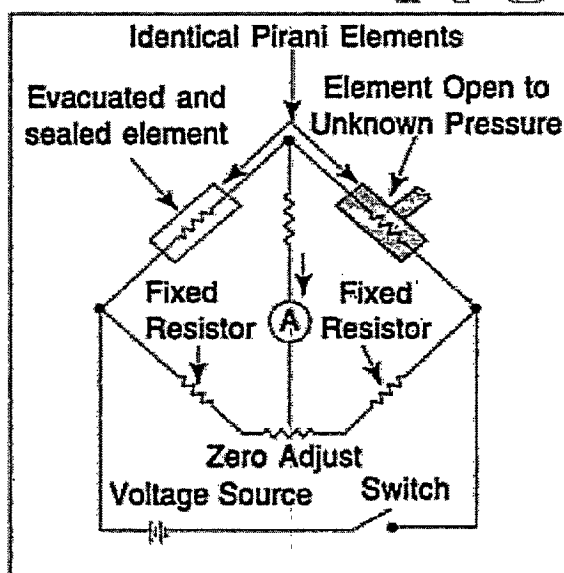 Identical Pirani Elements
Evacuated and
sealed element
Element Open to
Unknown Pressure
Fixed
Resistor
A
Fixed
Resistor
Zero Adjust
Voltage Source
Switch